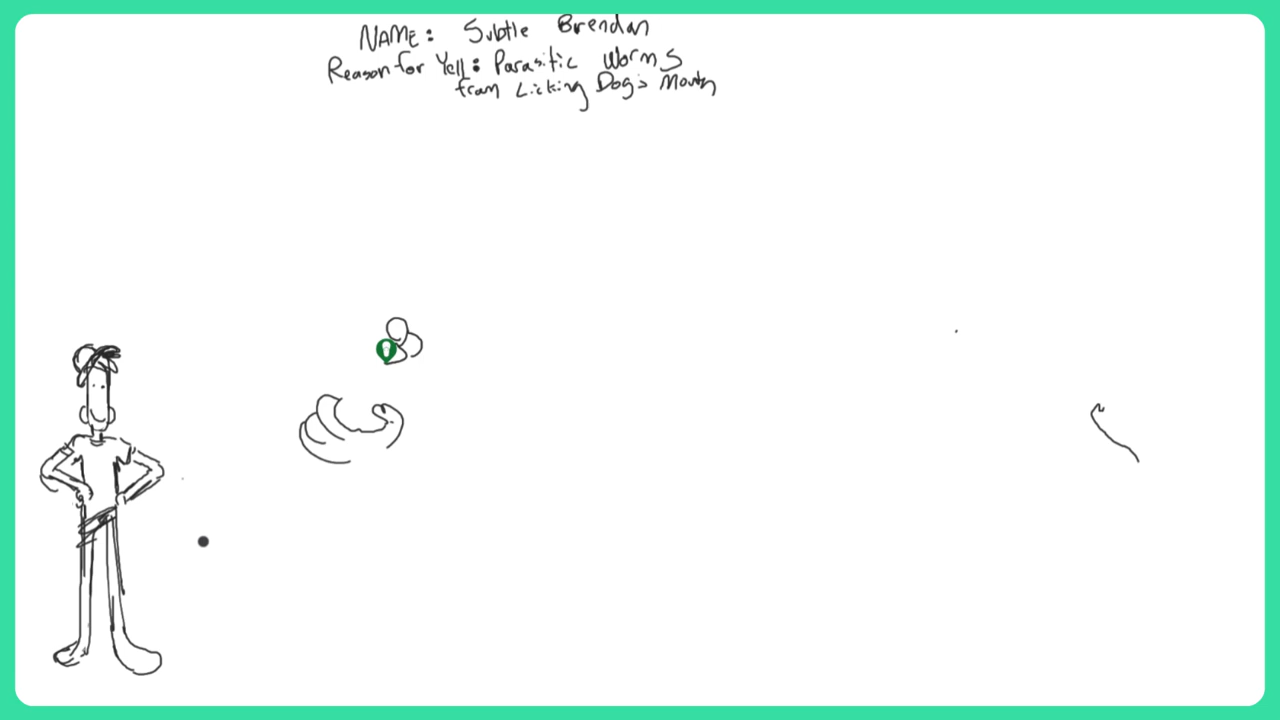 NAME: Subtle Brendan
Reason for Yell: Parasitic Worms
from Licking Dog's Mouth